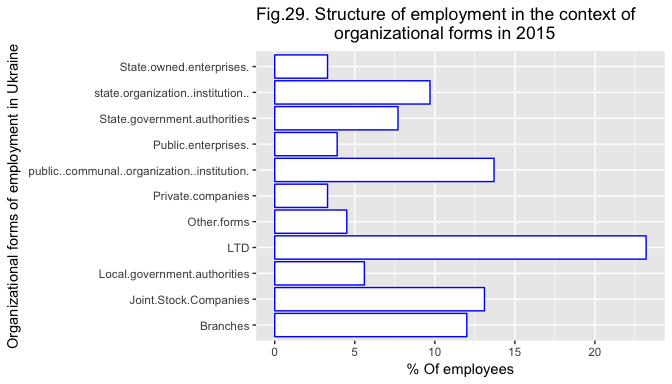 Fig.29. Structure of employment in the context of
organizational forms in 2015
Organizational forms of employment in Ukraine
State.owned.enterprises.
state.organization..institution..
State.government.authorities
Public.enterprises.
public..communal..organization..institution.
Private.companies
Other.forms
LTD
Local.government.authorities
Joint.Stock.Companies
Branches
0 5 10 15 20
% Of employees